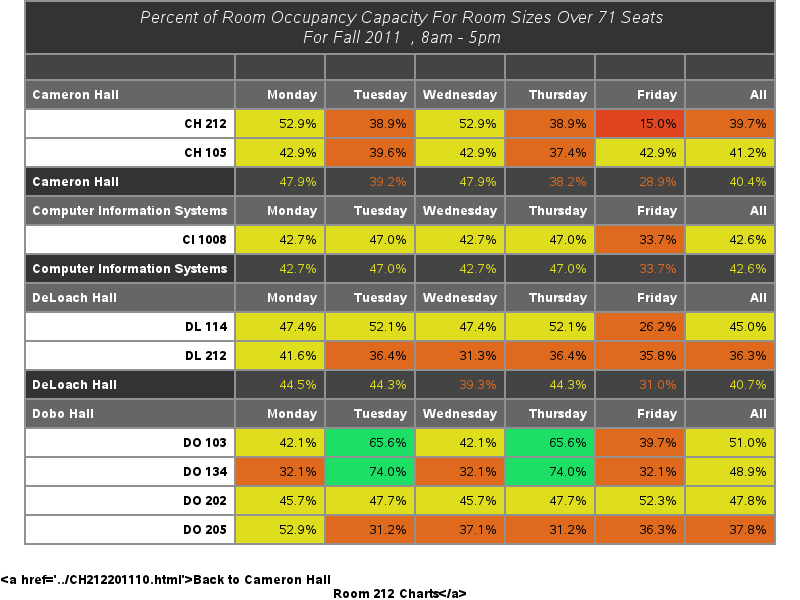 Percent of Room Occupancy Capacity For Room Sizes Over 71 Seats
For Fall 2011 , 8am - 5pm
Cameron Hall Monday Tuesday Wednesday Thursday Friday All
CH 212 52.9% 38.9% 52.9% 38.9% 15.0% 39.7%
CH 105 42.9% 39.6% 42.9% 37.4% 42.9% 41.2%
Cameron Hall 47.9% 39.2% 47.9% 38.2% 28.9% 40.4%
Computer Information Systems Monday Tuesday Wednesday Thursday Friday All
CI 1008 42.7% 47.0% 42.7% 47.0% 33.7% 42.6%
Computer Information Systems 42.7% 47.0% 42.7% 47.0% 33.7% 42.6%
DeLoach Hall Monday Tuesday Wednesday Thursday Friday All
DL 114 47.4% 52.1% 47.4% 52.1% 26.2% 45.0%
DL 212 41.6% 36.4% 31.3% 36.4% 35.8% 36.3%
DeLoach Hall 44.5% 44.3% 39.3% 44.3% 31.0% 40.7%
Dobo Hall Monday Tuesday Wednesday Thursday Friday All
DO 103 42.1% 65.6% 42.1% 65.6% 39.7% 51.0%
DO 134 32.1% 74.0% 32.1% 74.0% 32.1% 48.9%
DO 202 45.7% 47.7% 45.7% 47.7% 52.3% 47.8%
DO 205 52.9% 31.2% 37.1% 31.2% 36.3% 37.8%
<a href='../CH212201110.html'>Back to Cameron Hall
Room 212 Charts</a>